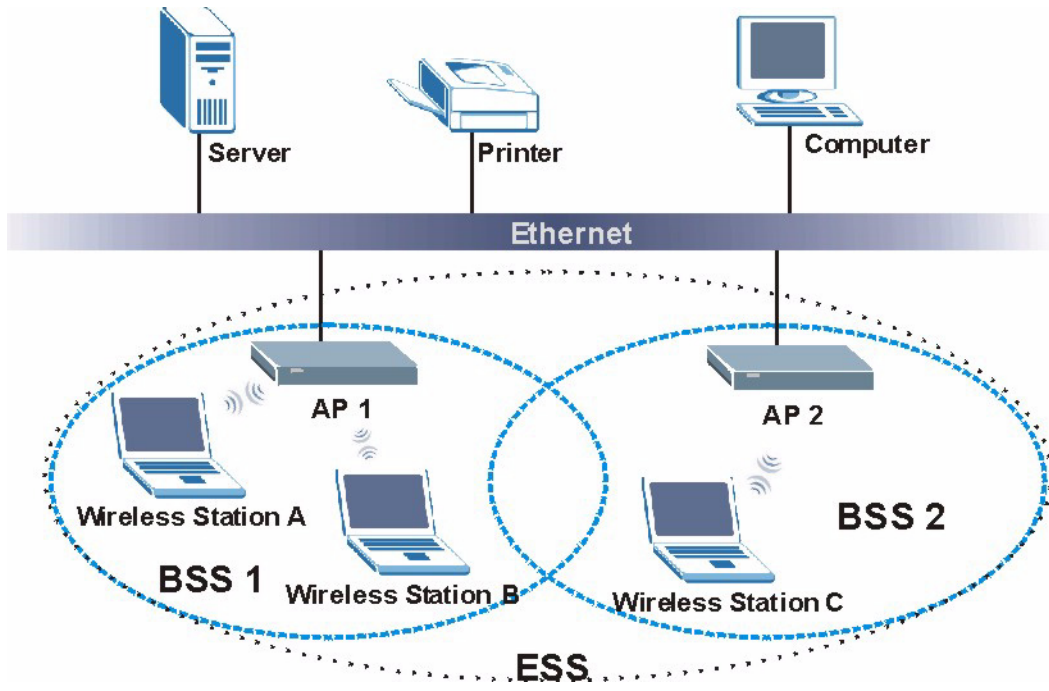 Server
Printer
Computer
Ethernet
AP 1
AP 2
Wireless Station A
BSS 2
BSS 1
Wireless Station B
Wireless Station C
ESS